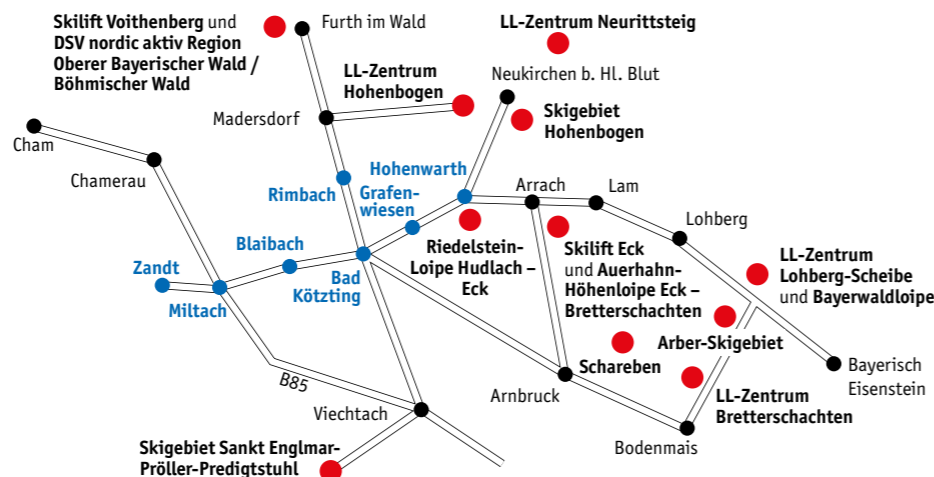 Skilift Voithenberg und
DSV nordic aktiv Region
Oberer Bayerischer Wald /
Böhmischer Wald
Furth im Wald
LL-Zentrum Neurittsteig
LL-Zentrum
Hohenbogen
Neukirchen b. Hl. Blut
Madersdorf
Skigebiet
Hohenbogen
Cham
Chamerau
Hohenwarth
Rimbach
Grafen-
wiesen
Arrach
Lam
Lohberg
Blaibach
Riedelstein-
Loipe Hudlach –
Eck
Skilift Eck
und Auerhahn-
Höhenloipe Eck –
Bretterschachten
LL-Zentrum
Lohberg-Scheibe
und Bayerwaldloipe
Zandt
Bad
Kötzting
Miltach
Arber-Skigebiet
Schareben
Bayerisch
Eisenstein
B85
Arnbruck
LL-Zentrum
Bretterschachten
Viechtach
Bodenmais
Skigebiet Sankt Englmar-
Pröller-Predigtstuhl